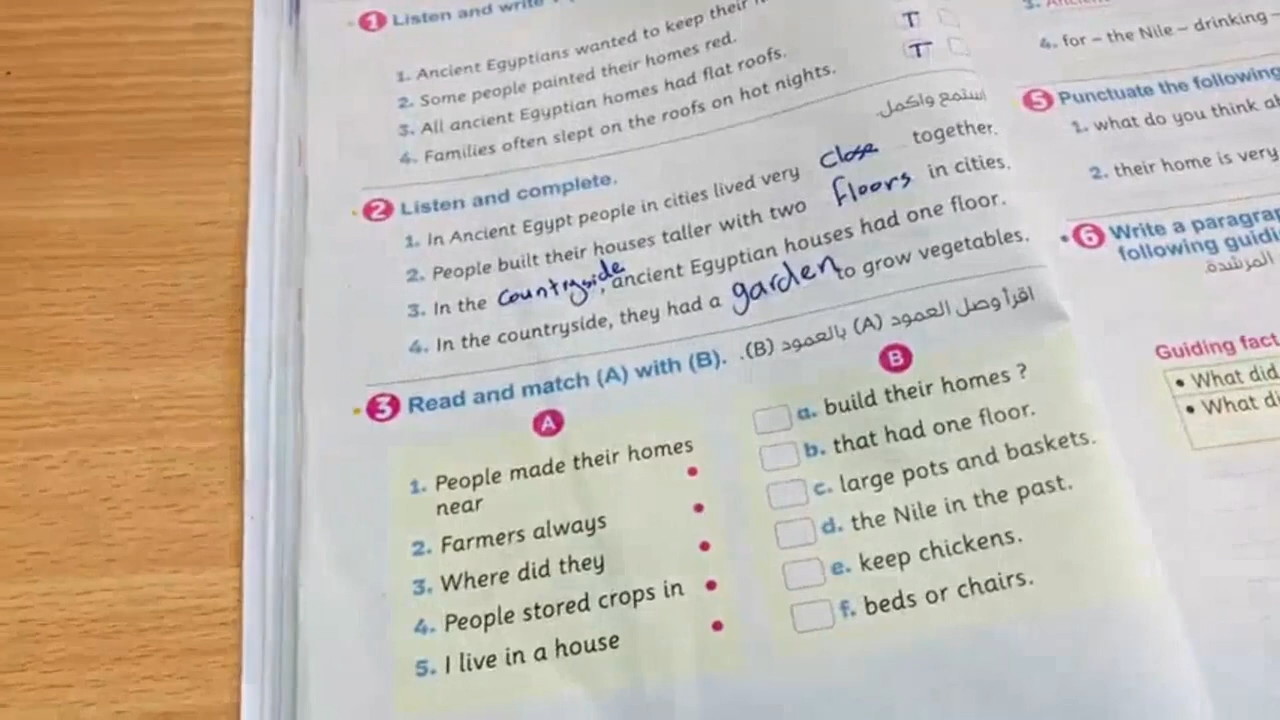 1 Listen and write
1. Ancient Egyptians wanted to keep their
2. Some people painted their homes red.
3. All ancient Egyptian homes had flat roofs. T
4. Families often slept on the roofs on hot nights. T
استمع واكمل.
2 Listen and complete.
1. In Ancient Egypt people in cities lived very close together.
2. People built their houses taller with two floors in cities.
3. In the countryside, ancient Egyptian houses had one floor.
4. In the countryside, they had a garden to grow vegetables.
3 Read and match (A) with (B). اقرأ وصل العمود (A) بالعمود (B).
A
1. People made their homes near
2. Farmers always
3. Where did they
4. People stored crops in
5. I live in a house
B
a. build their homes ?
b. that had one floor.
c. large pots and baskets.
d. the Nile in the past.
e. keep chickens.
f. beds or chairs.
4. for – the Nile – drinking –
5 Punctuate the following
1. what do you think
2. their home is very
6 Write a paragra
following guidi
المرشدة.
Guiding fact
• What did
• What di